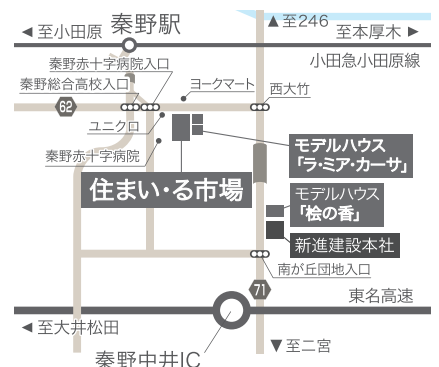 ◀至小田原
秦野駅
▲至246
至本厚木▶
小田急小田原線
秦野赤十字病院入口
秦野総合高校入口
ヨークマート
西大竹
62
ユニクロ
秦野赤十字病院
モデルハウス
「ラ・ミア・カーサ」
住まい・る市場
モデルハウス
「桧の香」
新進建設本社
南が丘団地入口
71
東名高速
◀至大井松田
秦野中井IC
▼至二宮